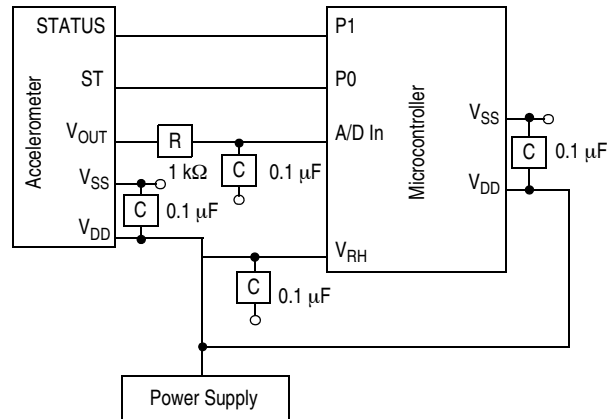 STATUS
ST
V_OUT
V_SS
V_DD
Accelerometer
R
1 kΩ
C
0.1 μF
C
0.1 μF
C
0.1 μF
P1
P0
A/D In
V_RH
Microcontroller
V_SS
V_DD
C
0.1 μF
Power Supply